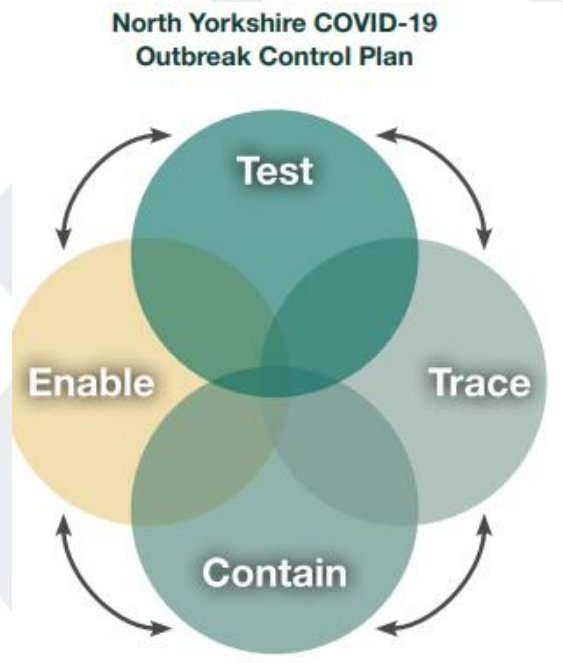 North Yorkshire COVID-19
Outbreak Control Plan
Test
Enable
Trace
Contain